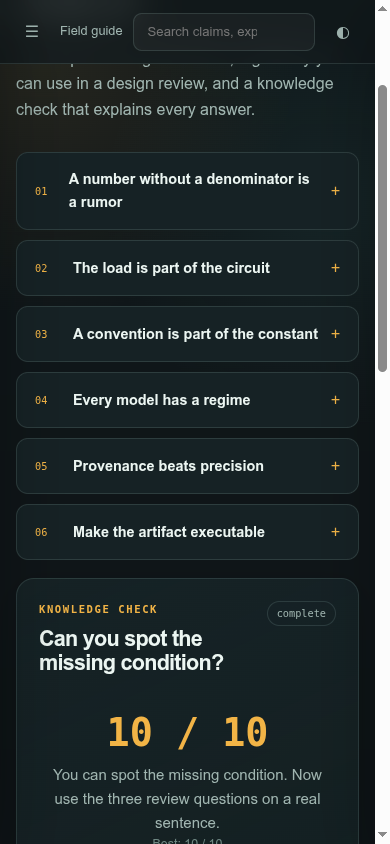 ☰ Field guide Search claims, exp
can use in a design review, and a knowledge
check that explains every answer.
01 A number without a denominator is
a rumor +
02 The load is part of the circuit +
03 A convention is part of the constant +
04 Every model has a regime +
05 Provenance beats precision +
06 Make the artifact executable +
KNOWLEDGE CHECK
complete
Can you spot the
missing condition?
10 / 10
You can spot the missing condition. Now
use the three review questions on a real
sentence.
Best: 10 / 10